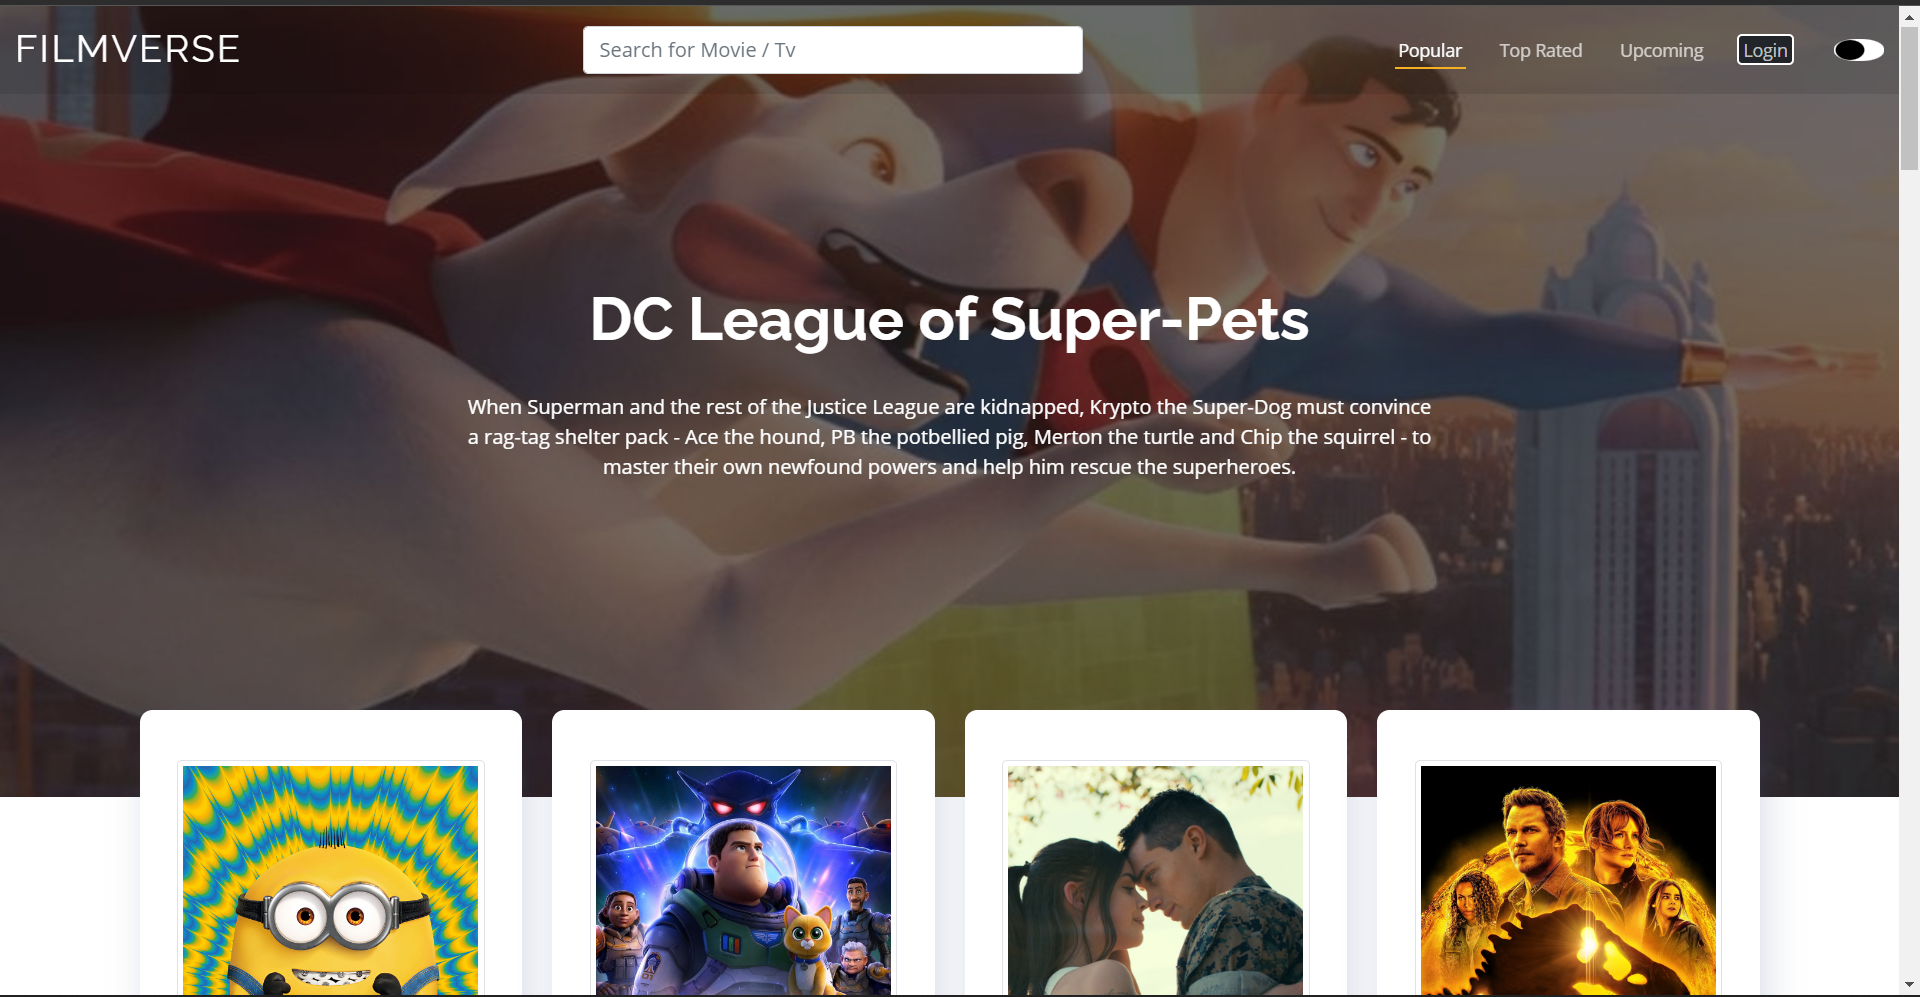 FILMVERSE
Search for Movie / Tv
Popular
Top Rated
Upcoming
Login
DC League of Super-Pets
When Superman and the rest of the Justice League are kidnapped, Krypto the Super-Dog must convince
a rag-tag shelter pack - Ace the hound, PB the potbellied pig, Merton the turtle and Chip the squirrel - to
master their own newfound powers and help him rescue the superheroes.